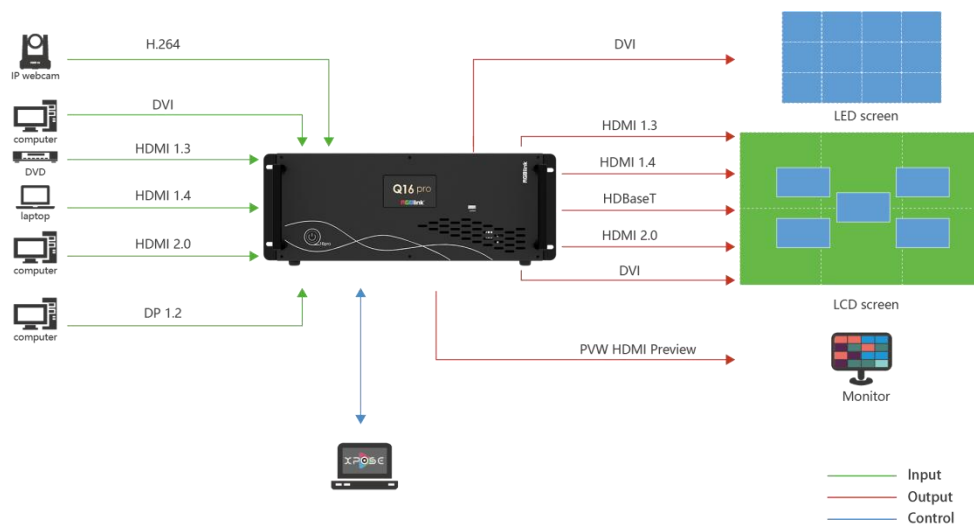 H.264
IP webcam
DVI
computer
HDMI 1.3
DVD
HDMI 1.4
laptop
HDMI 2.0
computer
DP 1.2
computer
Q16 pro
RGBlink
RGBlink
DVI
LED screen
HDMI 1.3
HDMI 1.4
HDBaseT
HDMI 2.0
DVI
LCD screen
PVW HDMI Preview
Monitor
XPOSE
Input
Output
Control